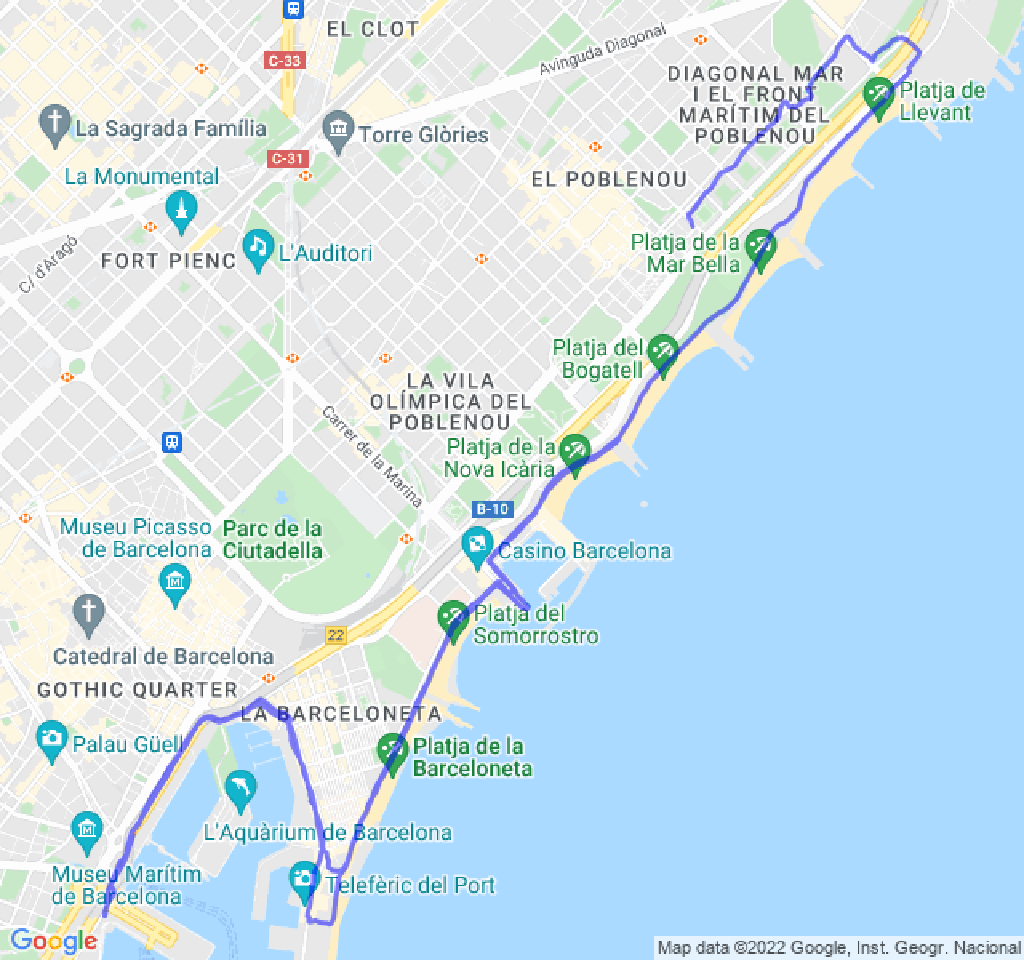 EL CLOT
C-33
Avinguda Diagonal
DIAGONAL MAR
I EL FRONT
MARÍTIM DEL
POBLENOU
Platja de
Llevant
La Sagrada Família
Torre Glòries
C-31
La Monumental
EL POBLENOU
C/ d'Aragó
FORT PIENC
L'Auditori
Platja de la
Mar Bella
Platja del
Bogatell
LA VILA
OLÍMPICA DEL
POBLENOU
Carrer de la Marina
Platja de la
Nova Icària
B-10
Museu Picasso
de Barcelona
Parc de la
Ciutadella
Casino Barcelona
Platja del
Somorrostro
22
Catedral de Barcelona
GOTHIC QUARTER
LA BARCELONETA
Palau Güell
Platja de la
Barceloneta
L'Aquàrium de Barcelona
Museu Marítim
de Barcelona
Telefèric del Port
Google
Map data ©2022 Google, Inst. Geogr. Nacional